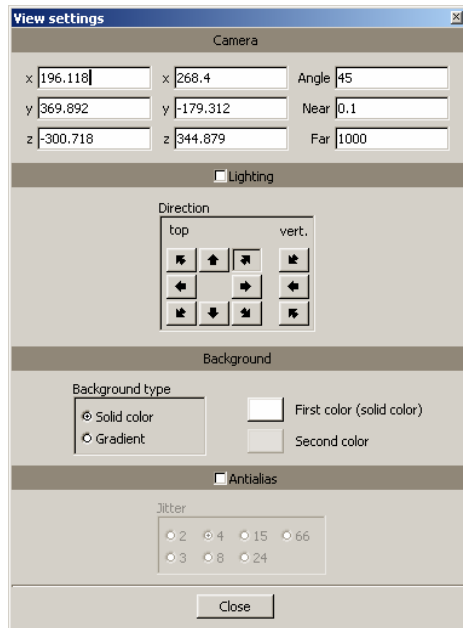 View settings
Camera
x 196.118 x 268.4 Angle 45
y 369.892 y -179.312 Near 0.1
z -300.718 z 344.879 Far 1000
Lighting
Direction
top vert.
Background
Background type
Solid color First color (solid color)
Gradient Second color
Antialias
Jitter
2 4 15 66
3 8 24
Close